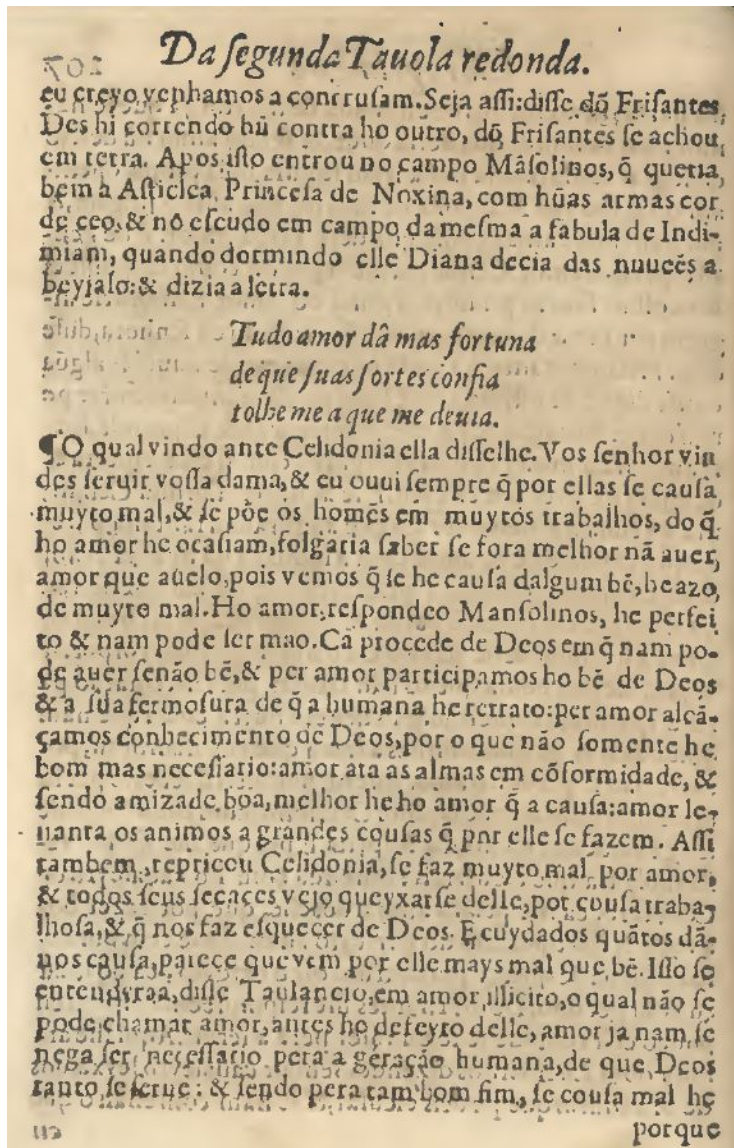 Da ſegunda Tauola redonda.
eu creyo venhamos a concruſam. Seja aſſi: diſſe dõ Friſantes,
Des hi correndo hũ contra ho outro, dõ Friſantes ſe achou
em terra. Apos iſto entrou no campo Mãſolinos, q̃ queria
bem à Aſticlea Princeſa de Noxina, com hũas armas cor
de ceo, & nõ eſcudo em campo da meſma a fabula de Indi-
miam, quando dormindo elle Diana decia das nuuẽs a
beyjalo: & dizia a letra.
Tudo amor dâ mas fortuna
de que ſuas ſortes confia
tolhe me a que me deuia.
¶ O qual vindo ante Celidonia ella diſſelhe. Vos ſenhor vin
des ſeruir voſſa dama, & eu ouui ſempre q̃ por ellas ſe cauſa
muyto mal, & ſe põe os homẽs em muytos trabalhos, do q̃
ho amor he ocaſiam, folgaria ſaber ſe fora melhor nã auer
amor que auelo, pois vemos q̃ ſe he cauſa dalgum bẽ, he azo
de muyto mal. Ho amor, reſpondeo Manſolinos, he perfei
to & nam pode ſer mao. Ca procede de Deos em q̃ nam po-
de auer ſenão bẽ, & per amor participamos ho bẽ de Deos
& a ſua fermoſura de q̃ a humana he retrato: per amor alcã-
çamos conhecimento de Deos, por o que não ſomente he
bom mas neceſſario: amor ata as almas em cõformidade, &
ſendo amizade boa, melhor he ho amor q̃ a cauſa: amor le-
uanta os animos a grandes couſas q̃ por elle ſe fazem. Aſſi
tambem, repricou Celidonia, ſe faz muyto mal por amor,
& todos ſeus ſecaces vejo queyxarſe delle, por couſa traba-
lhoſa, & q̃ nos faz eſquecer de Deos. E cuydados quãtos dã-
nos cauſa, parece que vem por elle mays mal que bẽ. Iſto ſe
entendyraa, diſſe Taulancio, em amor illicito, o qual não ſe
pode chamar amor, antes ho defeyto delle, amor ja nam ſe
nega ſer neceſſario pera a géração humana, de que Deos
tanto ſe ſerue: & ſendo pera tam bom fim, ſe couſa mal he
porque